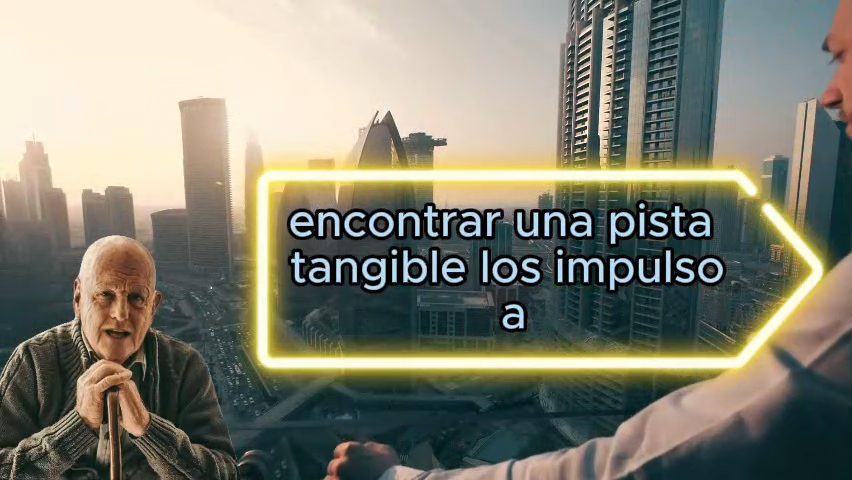 encontrar una pista
tangible los impulso
a